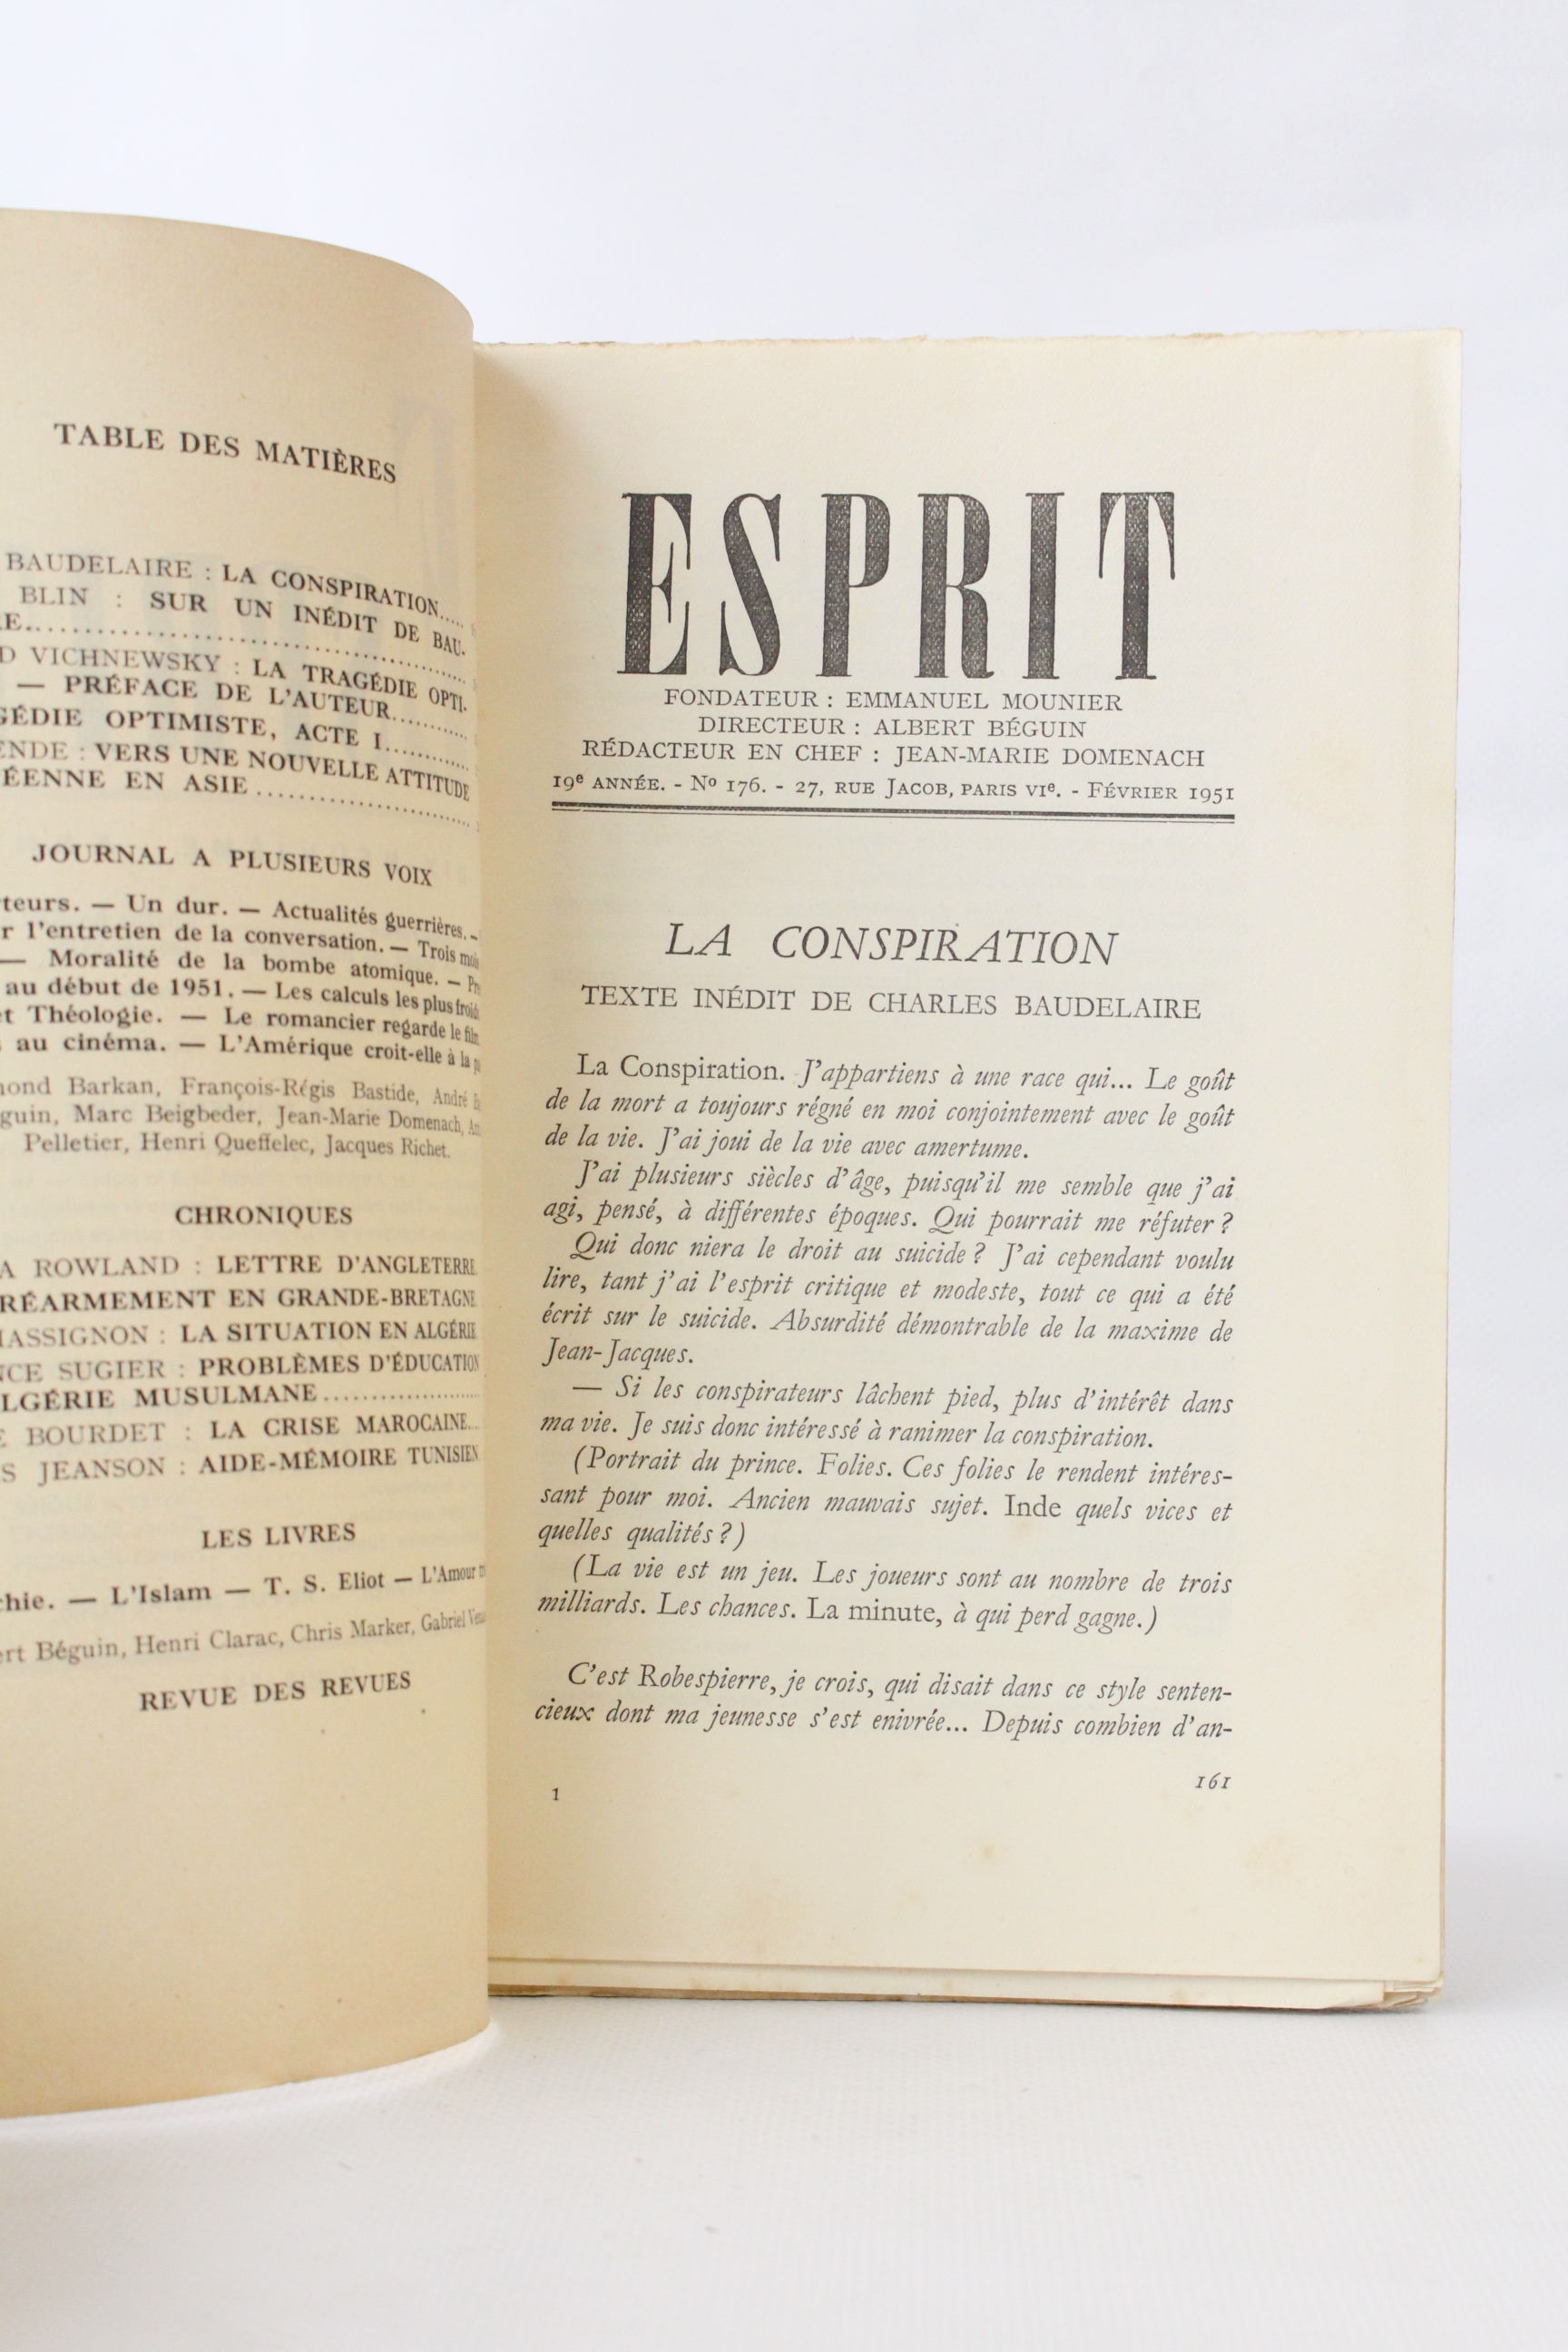 TABLE DES MATIÈRES
BAUDELAIRE : LA CONSPIRATION.....
BLIN : SUR UN INÉDIT DE BAU-
VICHNEWSKY : LA TRAGÉDIE OPTI-
— PRÉFACE DE L'AUTEUR..........
OPTIMISTE, ACTE I..........
VERS UNE NOUVELLE ATTITUDE
EN ASIE
JOURNAL A PLUSIEURS VOIX
— Un dur. — Actualités guerrières. -
l'entretien de la conversation. — Trois
— Moralité de la bombe atomique. —
au début de 1951. — Les calculs les plus
Théologie. — Le romancier regarde le
au cinéma. — L'Amérique croit-elle à la
Barkan, François-Régis Bastide, André
Marc Beigbeder, Jean-Marie Domenach,
Pelletier, Henri Queffelec, Jacques Richet.
CHRONIQUES
ROWLAND : LETTRE D'ANGLETERRE
RÉARMEMENT EN GRANDE-BRETAGNE
: LA SITUATION EN ALGÉRIE
SUGIER : PROBLÈMES D'ÉDUCATION
MUSULMANE
BOURDET : LA CRISE MAROCAINE...
JEANSON : AIDE-MÉMOIRE TUNISIEN
LES LIVRES
— L'Islam — T. S. Eliot — L'Amour
Béguin, Henri Clarac, Chris Marker, Gabriel
REVUE DES REVUES
ESPRIT
FONDATEUR : EMMANUEL MOUNIER
DIRECTEUR : ALBERT BÉGUIN
RÉDACTEUR EN CHEF : JEAN-MARIE DOMENACH
19e ANNÉE. - No 176. - 27, RUE JACOB, PARIS VIe. - FÉVRIER 1951
LA CONSPIRATION
TEXTE INÉDIT DE CHARLES BAUDELAIRE
La Conspiration. J'appartiens à une race qui... Le goût
de la mort a toujours régné en moi conjointement avec le goût
de la vie. J'ai joui de la vie avec amertume.
J'ai plusieurs siècles d'âge, puisqu'il me semble que j'ai
agi, pensé, à différentes époques. Qui pourrait me réfuter ?
Qui donc niera le droit au suicide ? J'ai cependant voulu
lire, tant j'ai l'esprit critique et modeste, tout ce qui a été
écrit sur le suicide. Absurdité démontrable de la maxime de
Jean-Jacques.
— Si les conspirateurs lâchent pied, plus d'intérêt dans
ma vie. Je suis donc intéressé à ranimer la conspiration.
(Portrait du prince. Folies. Ces folies le rendent intéres-
sant pour moi. Ancien mauvais sujet. Inde quels vices et
quelles qualités ?)
(La vie est un jeu. Les joueurs sont au nombre de trois
milliards. Les chances. La minute, à qui perd gagne.)
C'est Robespierre, je crois, qui disait dans ce style senten-
cieux dont ma jeunesse s'est enivrée... Depuis combien d'an-
1
161